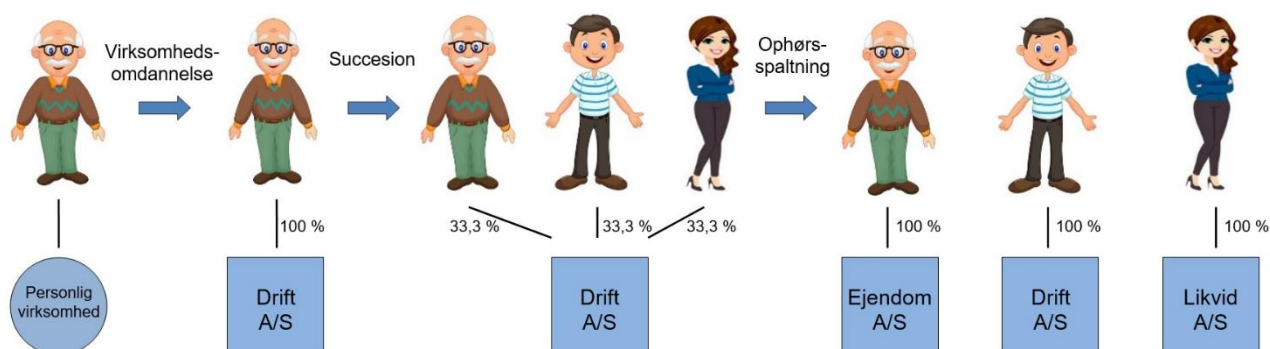 Virksomheds-
omdannelse
Succesion
Ophørs-
spaltning
100 %
33,3 %
33,3 %
33,3 %
100 %
100 %
100 %
Personlig
virksomhed
Drift
A/S
Drift
A/S
Ejendom
A/S
Drift
A/S
Likvid
A/S